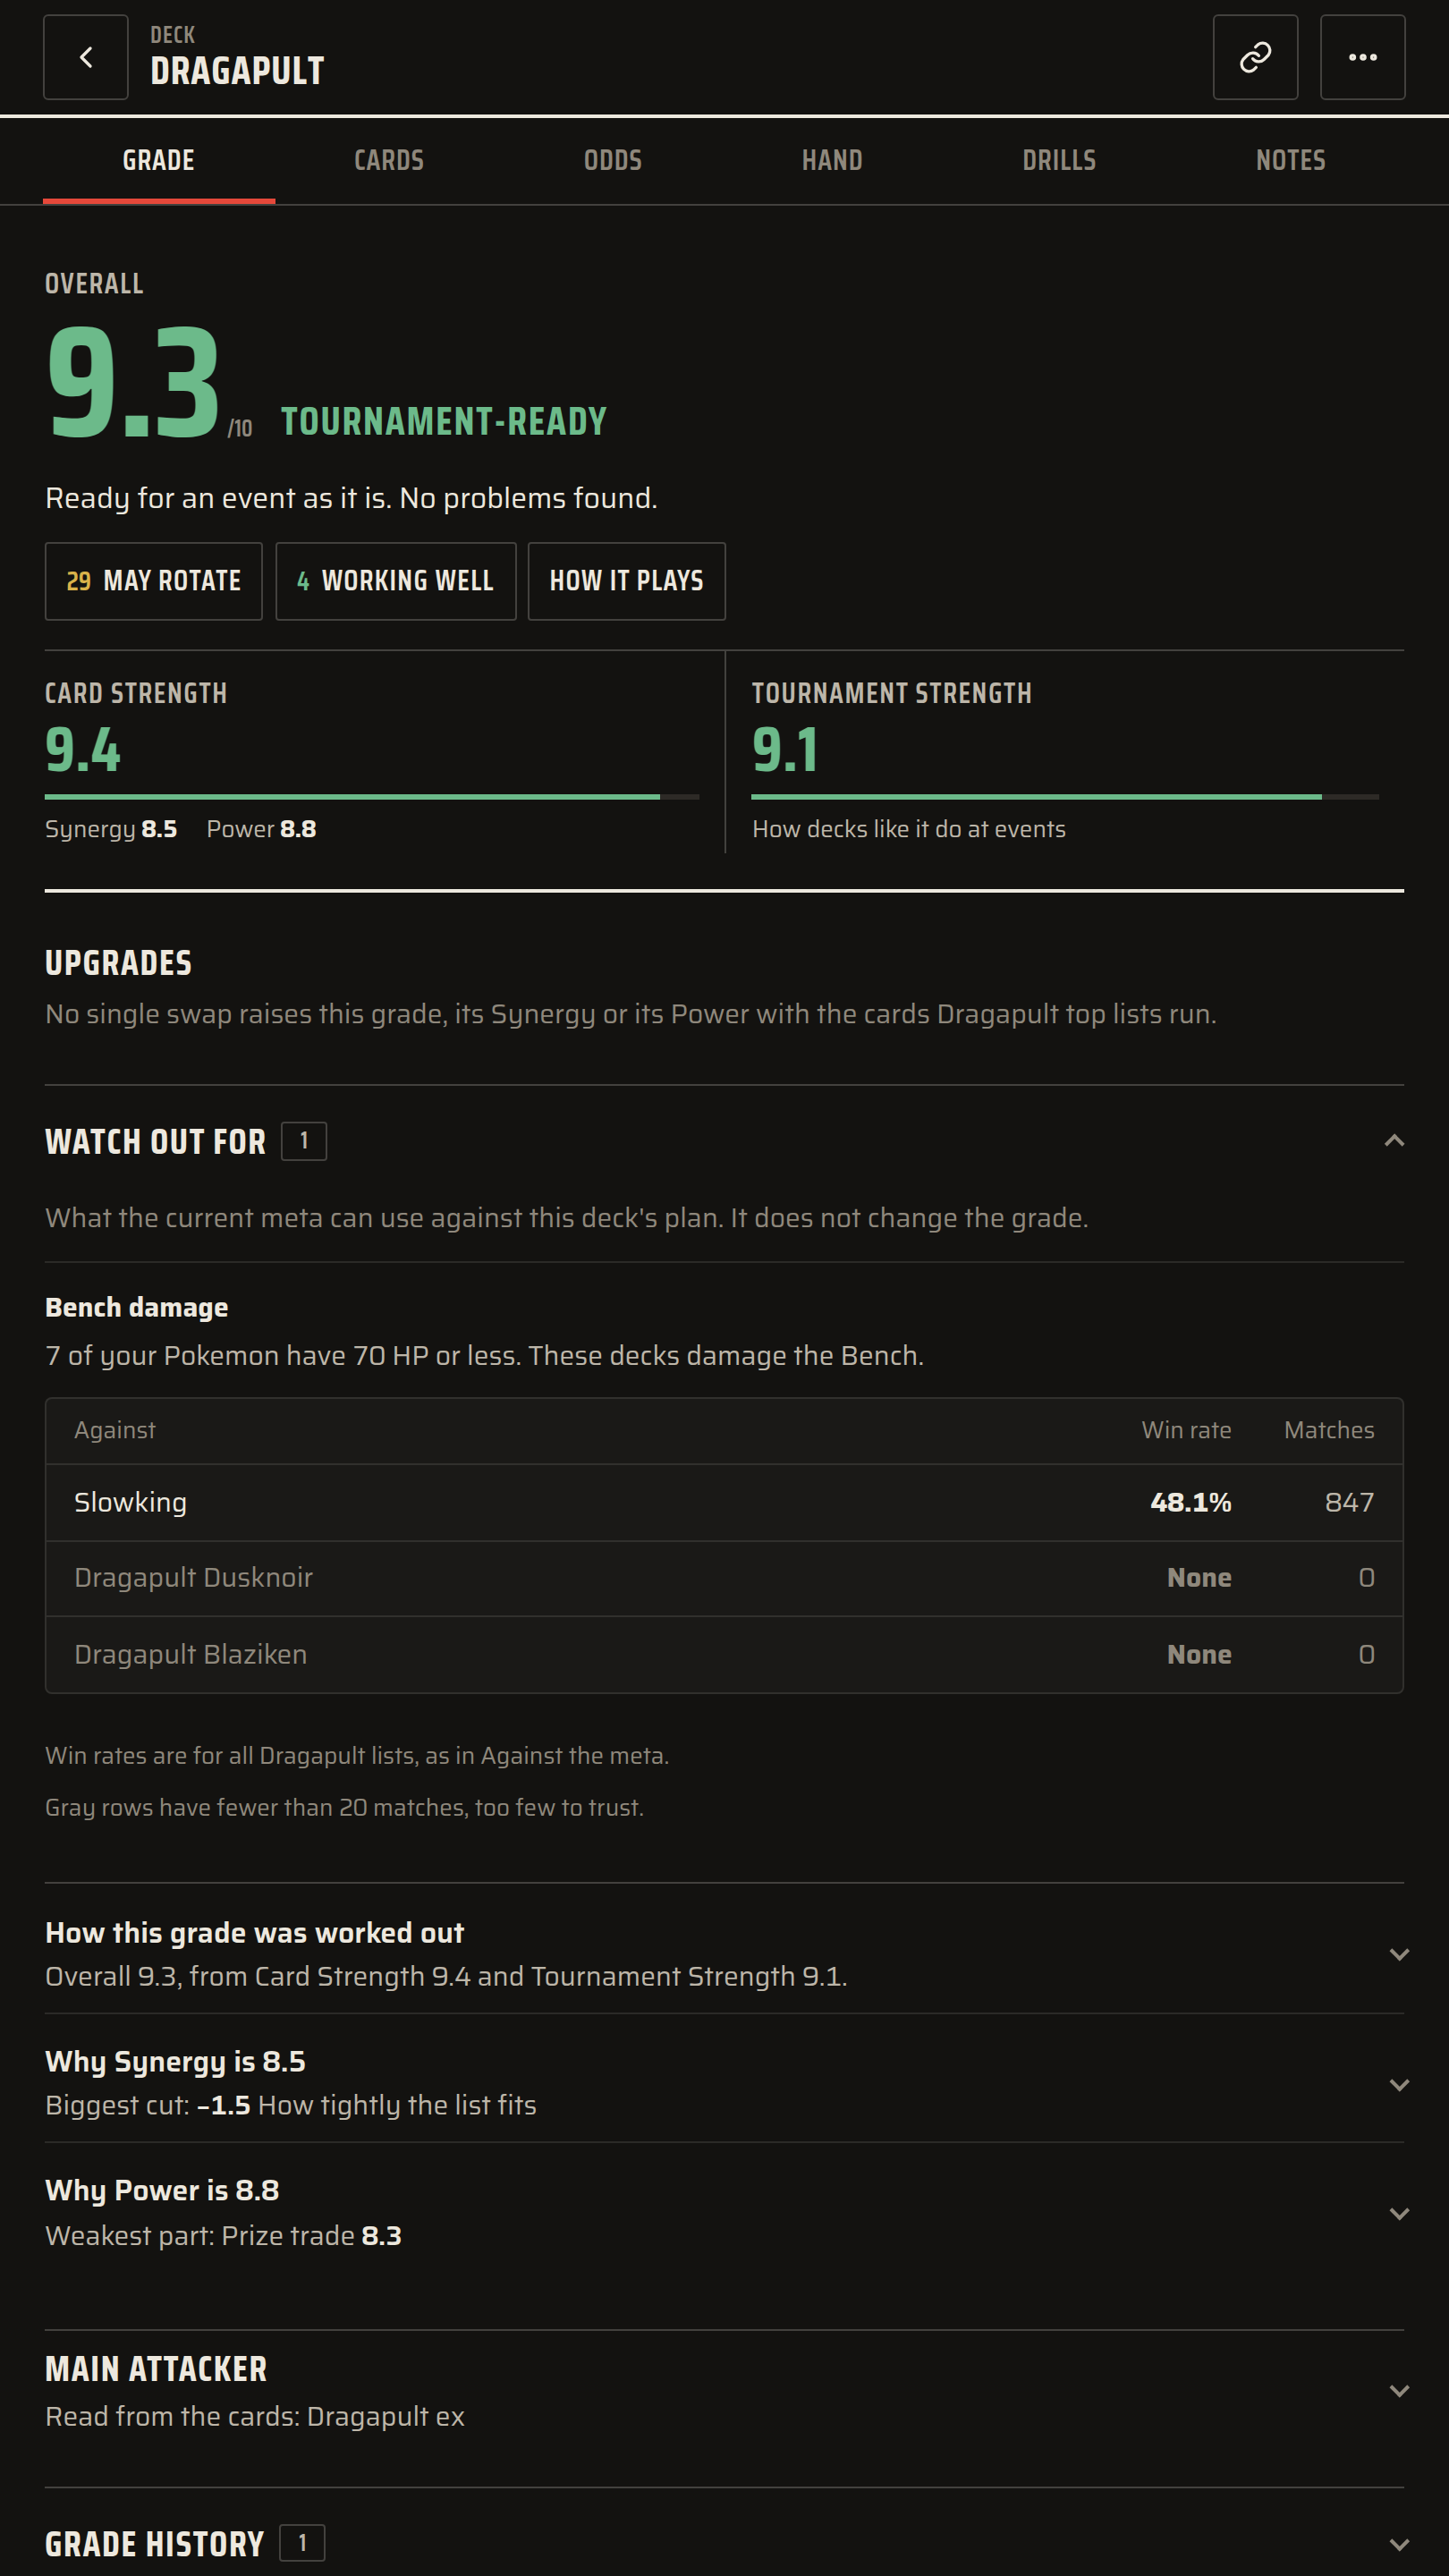 DECK
DRAGAPULT
GRADE CARDS ODDS HAND DRILLS NOTES
OVERALL
9.3 /10 TOURNAMENT-READY
Ready for an event as it is. No problems found.
29 MAY ROTATE 4 WORKING WELL HOW IT PLAYS
CARD STRENGTH
9.4
Synergy 8.5 Power 8.8
TOURNAMENT STRENGTH
9.1
How decks like it do at events
UPGRADES
No single swap raises this grade, its Synergy or its Power with the cards Dragapult top lists run.
WATCH OUT FOR 1
What the current meta can use against this deck's plan. It does not change the grade.
Bench damage
7 of your Pokemon have 70 HP or less. These decks damage the Bench.
Against Win rate Matches
Slowking 48.1% 847
Dragapult Dusknoir None 0
Dragapult Blaziken None 0
Win rates are for all Dragapult lists, as in Against the meta.
Gray rows have fewer than 20 matches, too few to trust.
How this grade was worked out
Overall 9.3, from Card Strength 9.4 and Tournament Strength 9.1.
Why Synergy is 8.5
Biggest cut: −1.5 How tightly the list fits
Why Power is 8.8
Weakest part: Prize trade 8.3
MAIN ATTACKER
Read from the cards: Dragapult ex
GRADE HISTORY 1